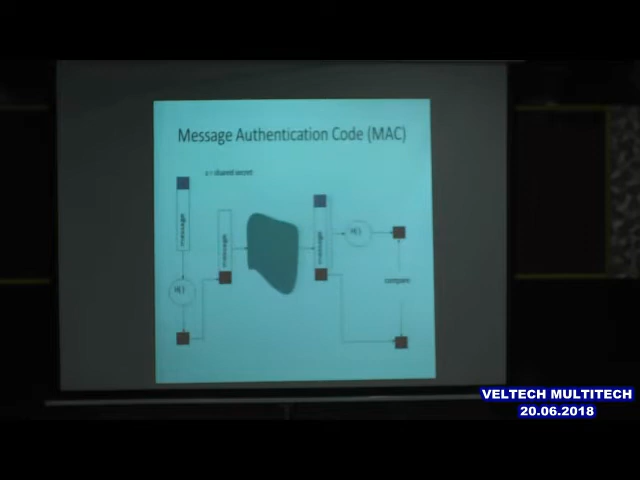 Message Authentication Code (MAC)
s = shared secret
message
message
message
H( )
H( )
compare
VELTECH MULTITECH
20.06.2018